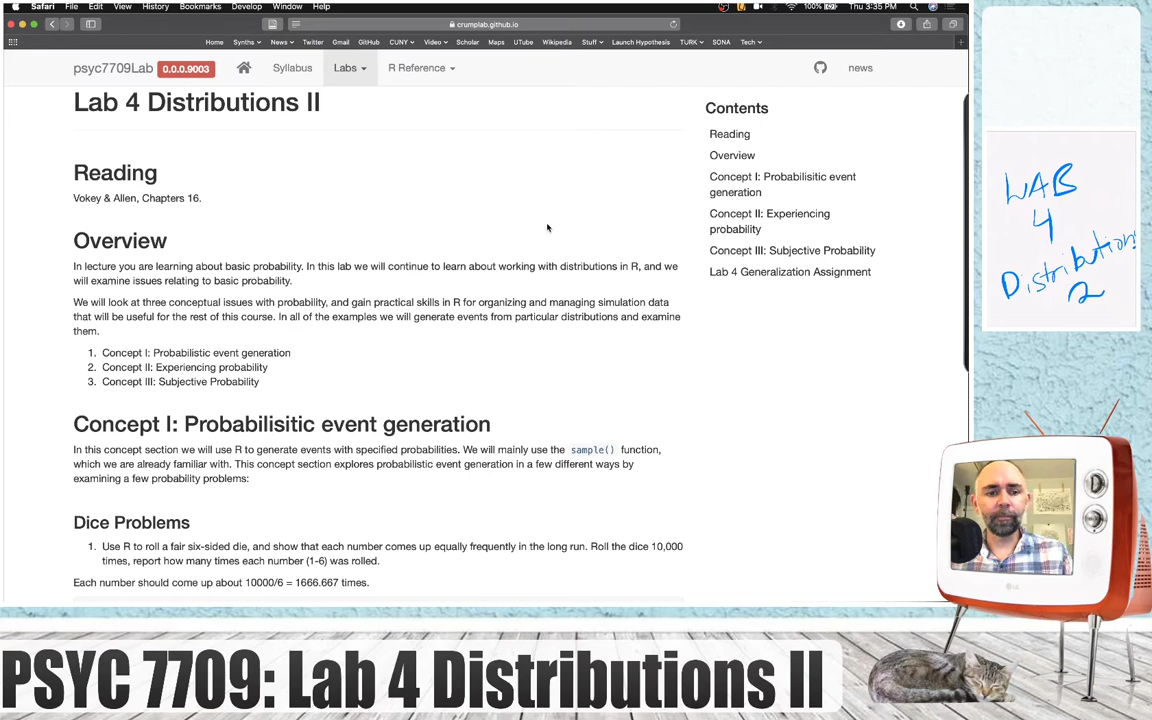 Safari File Edit View History Bookmarks Develop Window Help
100% Thu 3:35 PM
crumplab.github.io
Home Synths News Twitter Gmail GitHub CUNY Video Scholar Maps UTube Wikipedia Stuff Launch Hypothesis TURK SONA Tech
psyc7709Lab 0.0.0.9003 Syllabus Labs R Reference news
Lab 4 Distributions II
Reading
Vokey & Allen, Chapters 16.
Overview
In lecture you are learning about basic probability. In this lab we will continue to learn about working with distributions in R, and we
will examine issues relating to basic probability.
We will look at three conceptual issues with probability, and gain practical skills in R for organizing and managing simulation data
that will be useful for the rest of this course. In all of the examples we will generate events from particular distributions and examine
them.
1. Concept I: Probabilistic event generation
2. Concept II: Experiencing probability
3. Concept III: Subjective Probability
Concept I: Probabilisitic event generation
In this concept section we will use R to generate events with specified probabilities. We will mainly use the sample() function,
which we are already familiar with. This concept section explores probabilistic event generation in a few different ways by
examining a few probability problems:
Dice Problems
1. Use R to roll a fair six-sided die, and show that each number comes up equally frequently in the long run. Roll the dice 10,000
times, report how many times each number (1-6) was rolled.
Each number should come up about 10000/6 = 1666.667 times.
Contents
Reading
Overview
Concept I: Probabilisitic event
generation
Concept II: Experiencing
probability
Concept III: Subjective Probability
Lab 4 Generalization Assignment
LAB
4
Distributions
2
LG
PSYC 7709: Lab 4 Distributions II